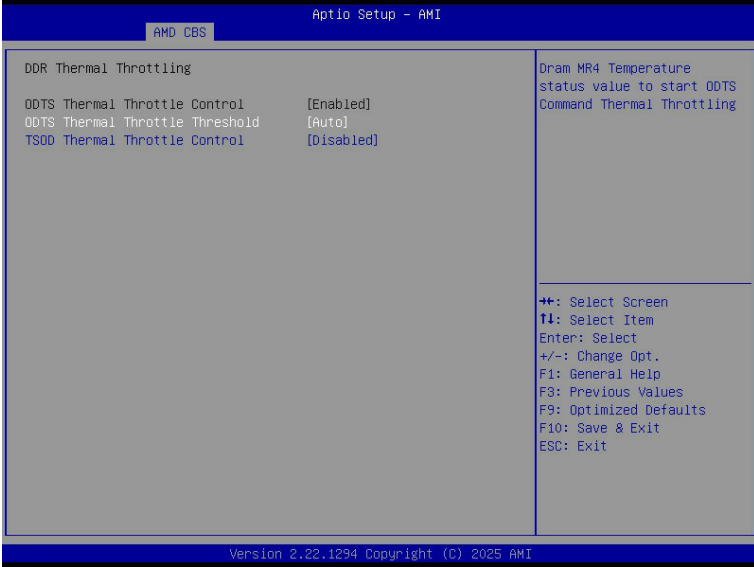 Aptio Setup - AMI
AMD CBS
DDR Thermal Throttling
ODTS Thermal Throttle Control [Enabled]
ODTS Thermal Throttle Threshold [Auto]
TSOD Thermal Throttle Control [Disabled]
Dram MR4 Temperature
status value to start ODTS
Command Thermal Throttling
→←: Select Screen
↑↓: Select Item
Enter: Select
+/-: Change Opt.
F1: General Help
F3: Previous Values
F9: Optimized Defaults
F10: Save & Exit
ESC: Exit
Version 2.22.1294 Copyright (C) 2025 AMI